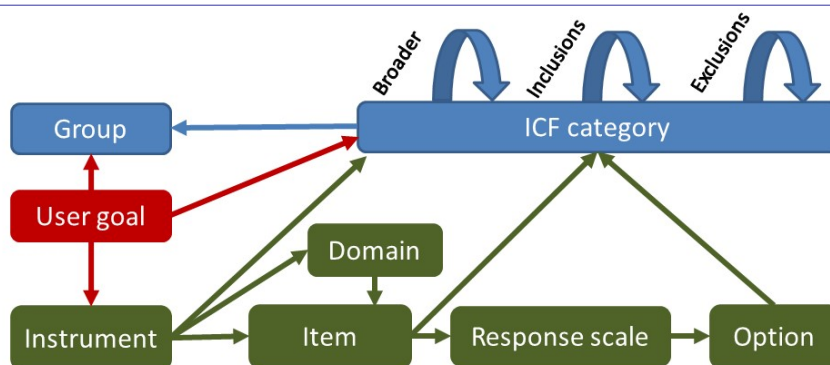 Broader
Inclusions
Exclusions
Group
ICF category
User goal
Domain
Instrument
Item
Response scale
Option